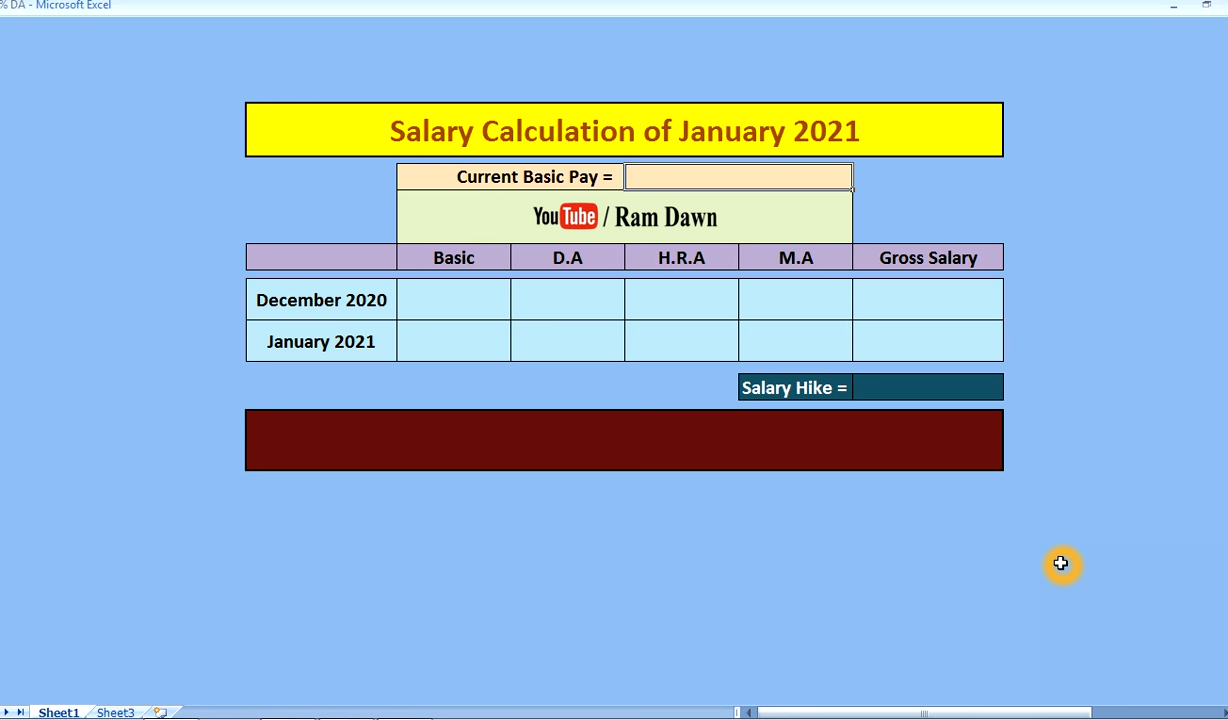 % DA - Microsoft Excel
Salary Calculation of January 2021
Current Basic Pay =
YouTube / Ram Dawn
Basic D.A H.R.A M.A Gross Salary
December 2020
January 2021
Salary Hike =
Sheet1 Sheet3